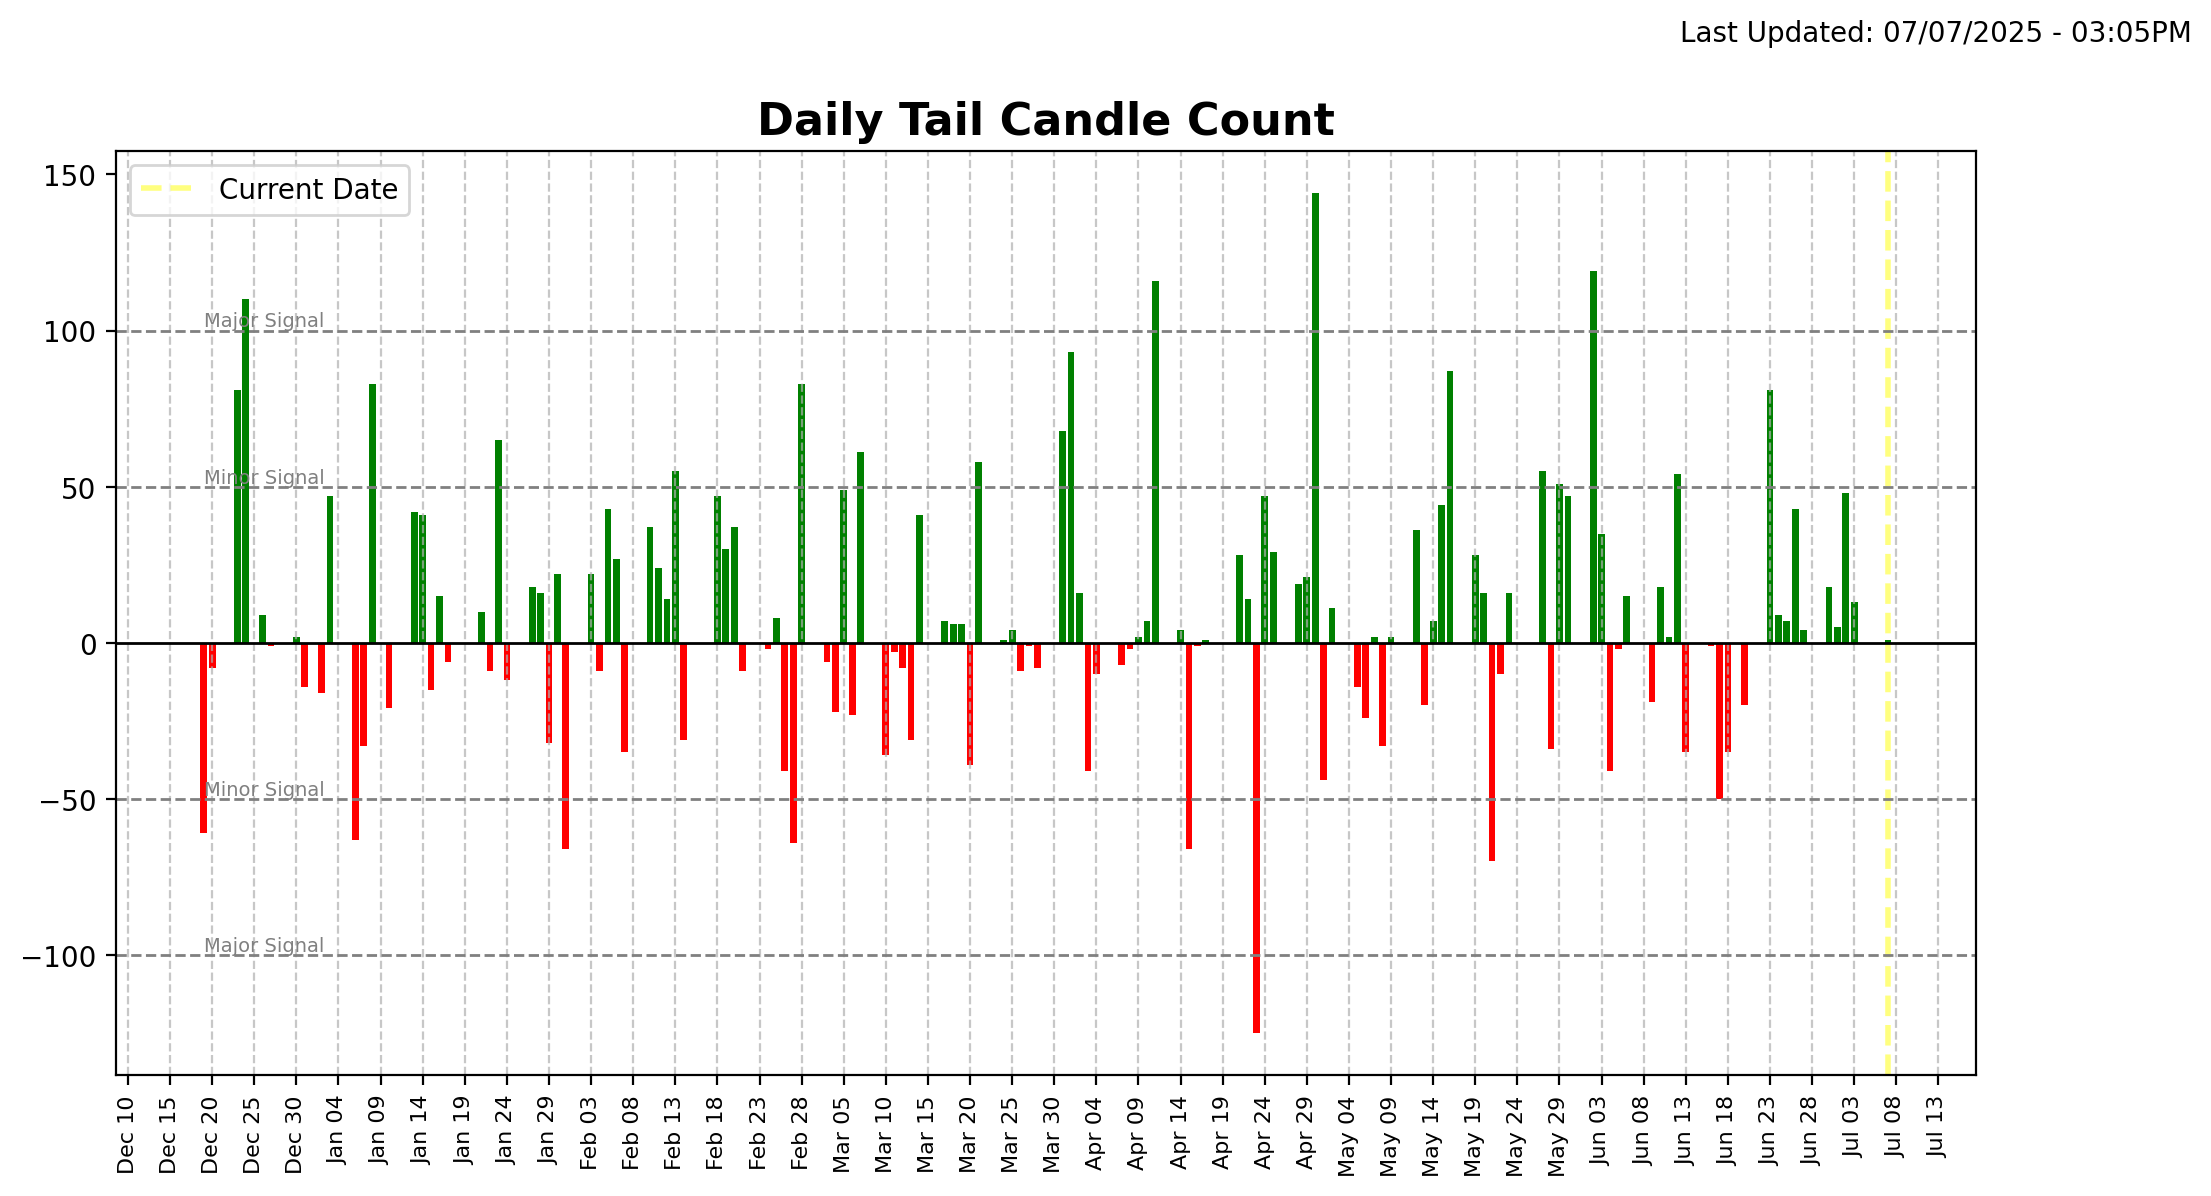 Last Updated: 07/07/2025 - 03:05PM
Daily Tail Candle Count
150
Current Date
Major Signal
100
Minor Signal
50
0
Minor Signal
−50
Major Signal
−100
Dec 10
Dec 15
Dec 20
Dec 25
Dec 30
Jan 04
Jan 09
Jan 14
Jan 19
Jan 24
Jan 29
Feb 03
Feb 08
Feb 13
Feb 18
Feb 23
Feb 28
Mar 05
Mar 10
Mar 15
Mar 20
Mar 25
Mar 30
Apr 04
Apr 09
Apr 14
Apr 19
Apr 24
Apr 29
May 04
May 09
May 14
May 19
May 24
May 29
Jun 03
Jun 08
Jun 13
Jun 18
Jun 23
Jun 28
Jul 03
Jul 08
Jul 13